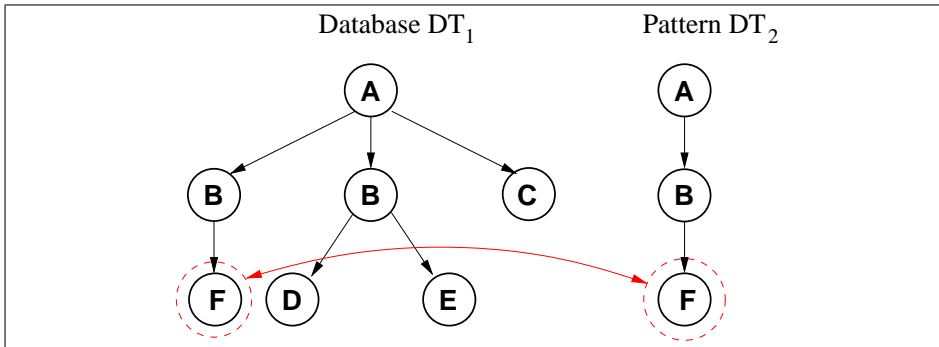 Database DT1 Pattern DT2
A A
B B C B
F D E F